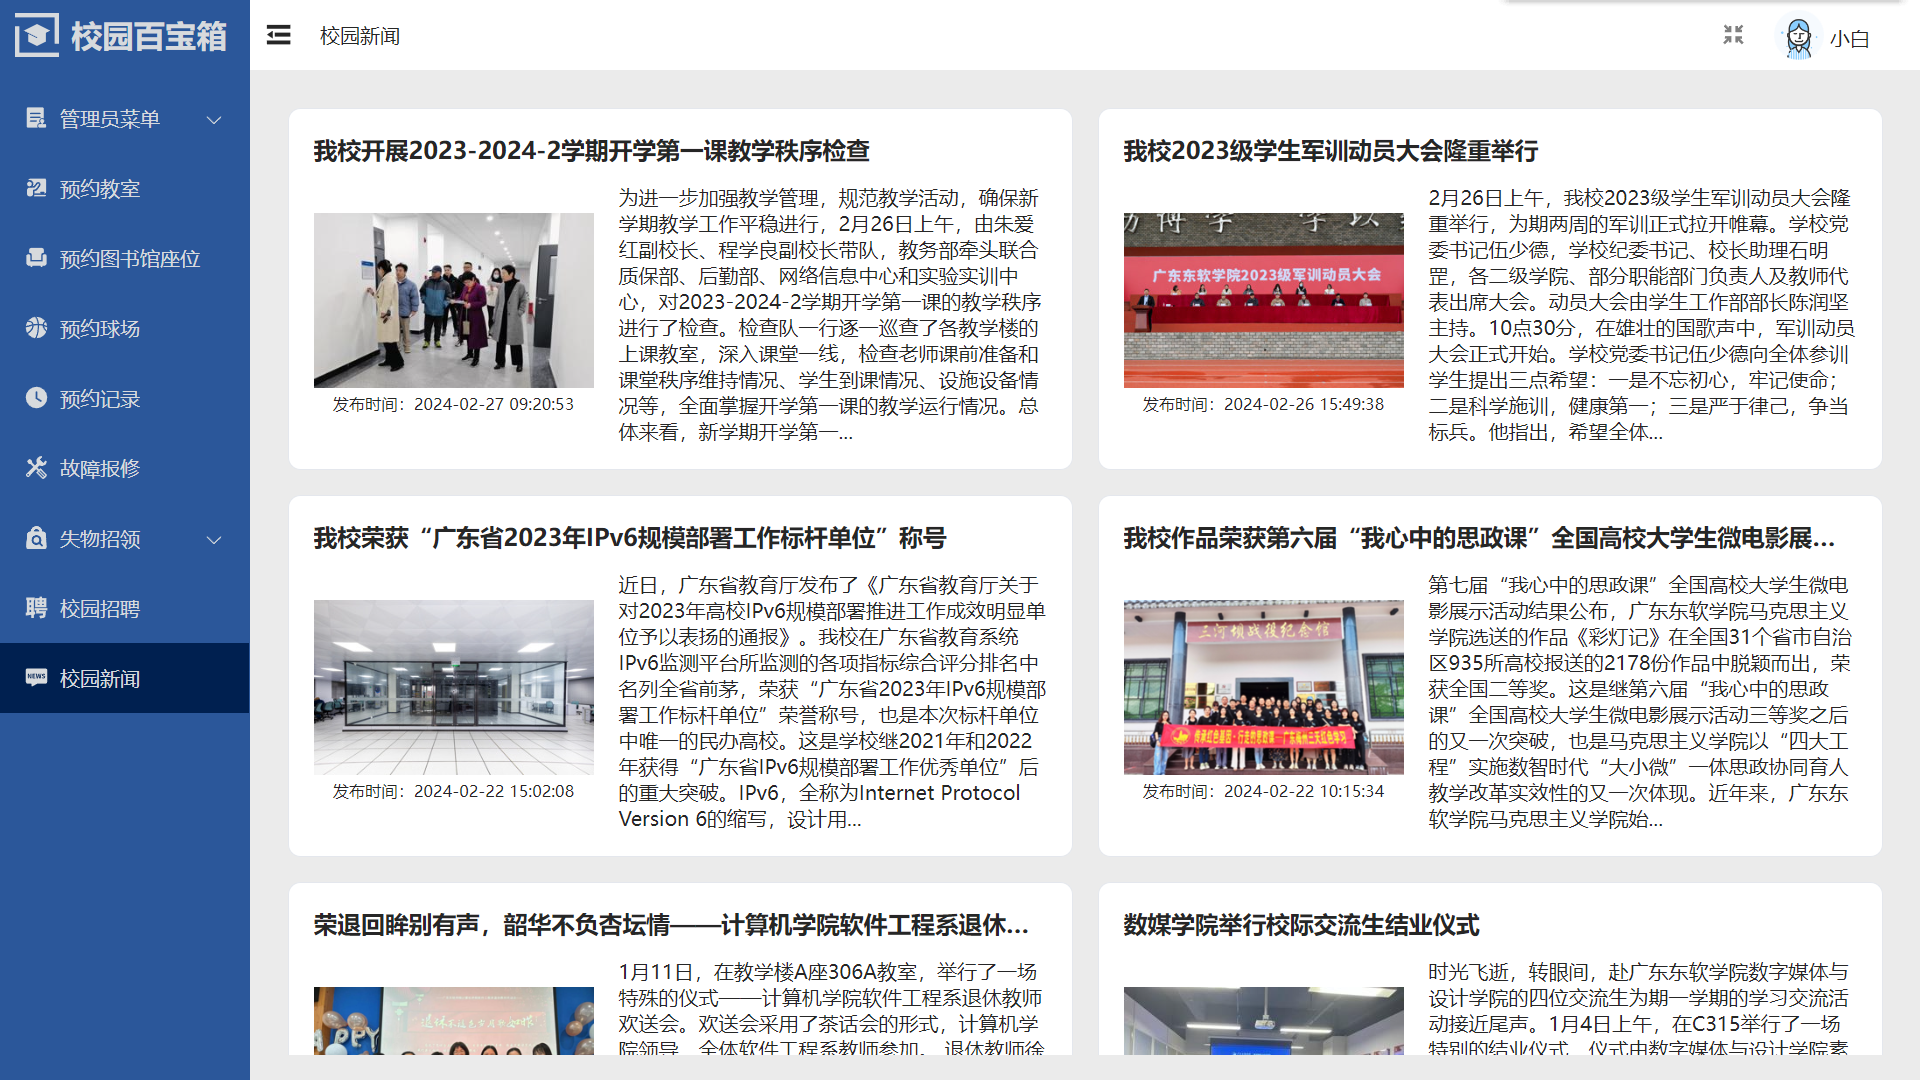 校园百宝箱
校园新闻
小白
管理员菜单
预约教室
预约图书馆座位
预约球场
预约记录
故障报修
失物招领
聘 校园招聘
NEWS 校园新闻
我校开展2023-2024-2学期开学第一课教学秩序检查
为进一步加强教学管理，规范教学活动，确保新
学期教学工作平稳进行，2月26日上午，由朱爱
红副校长、程学良副校长带队，教务部牵头联合
质保部、后勤部、网络信息中心和实验实训中
心，对2023-2024-2学期开学第一课的教学秩序
进行了检查。检查队一行逐一巡查了各教学楼的
上课教室，深入课堂一线，检查老师课前准备和
课堂秩序维持情况、学生到课情况、设施设备情
况等，全面掌握开学第一课的教学运行情况。总
体来看，新学期开学第一...
发布时间：2024-02-27 09:20:53
我校2023级学生军训动员大会隆重举行
广东东软学院2023级军训动员大会
2月26日上午，我校2023级学生军训动员大会隆
重举行，为期两周的军训正式拉开帷幕。学校党
委书记伍少德，学校纪委书记、校长助理石明
罡，各二级学院、部分职能部门负责人及教师代
表出席大会。动员大会由学生工作部部长陈润坚
主持。10点30分，在雄壮的国歌声中，军训动员
大会正式开始。学校党委书记伍少德向全体参训
学生提出三点希望：一是不忘初心，牢记使命；
二是科学施训，健康第一；三是严于律己，争当
标兵。他指出，希望全体...
发布时间：2024-02-26 15:49:38
我校荣获“广东省2023年IPv6规模部署工作标杆单位”称号
近日，广东省教育厅发布了《广东省教育厅关于
对2023年高校IPv6规模部署推进工作成效明显单
位予以表扬的通报》。我校在广东省教育系统
IPv6监测平台所监测的各项指标综合评分排名中
名列全省前茅，荣获“广东省2023年IPv6规模部
署工作标杆单位”荣誉称号，也是本次标杆单位
中唯一的民办高校。这是学校继2021年和2022
年获得“广东省IPv6规模部署工作优秀单位”后
的重大突破。IPv6，全称为Internet Protocol
Version 6的缩写，设计用...
发布时间：2024-02-22 15:02:08
我校作品荣获第六届“我心中的思政课”全国高校大学生微电影展...
三河坝战役纪念馆
传承红色基因·行走的思政课—广东梅州三天红色学习
第七届“我心中的思政课”全国高校大学生微电
影展示活动结果公布，广东东软学院马克思主义
学院选送的作品《彩灯记》在全国31个省市自治
区935所高校报送的2178份作品中脱颖而出，荣
获全国二等奖。这是继第六届“我心中的思政
课”全国高校大学生微电影展示活动三等奖之后
的又一次突破，也是马克思主义学院以“四大工
程”实施数智时代“大小微”一体思政协同育人
教学改革实效性的又一次体现。近年来，广东东
软学院马克思主义学院始...
发布时间：2024-02-22 10:15:34
荣退回眸别有声，韶华不负杏坛情——计算机学院软件工程系退休...
1月11日，在教学楼A座306A教室，举行了一场
特殊的仪式——计算机学院软件工程系退休教师
欢送会。欢送会采用了茶话会的形式，计算机学
院领导、全体软件工程系教师参加。 退休教师徐
数媒学院举行校际交流生结业仪式
时光飞逝，转眼间，赴广东东软学院数字媒体与
设计学院的四位交流生为期一学期的学习交流活
动接近尾声。1月4日上午，在C315举行了一场
特别的结业仪式，仪式由数字媒体与设计学院素